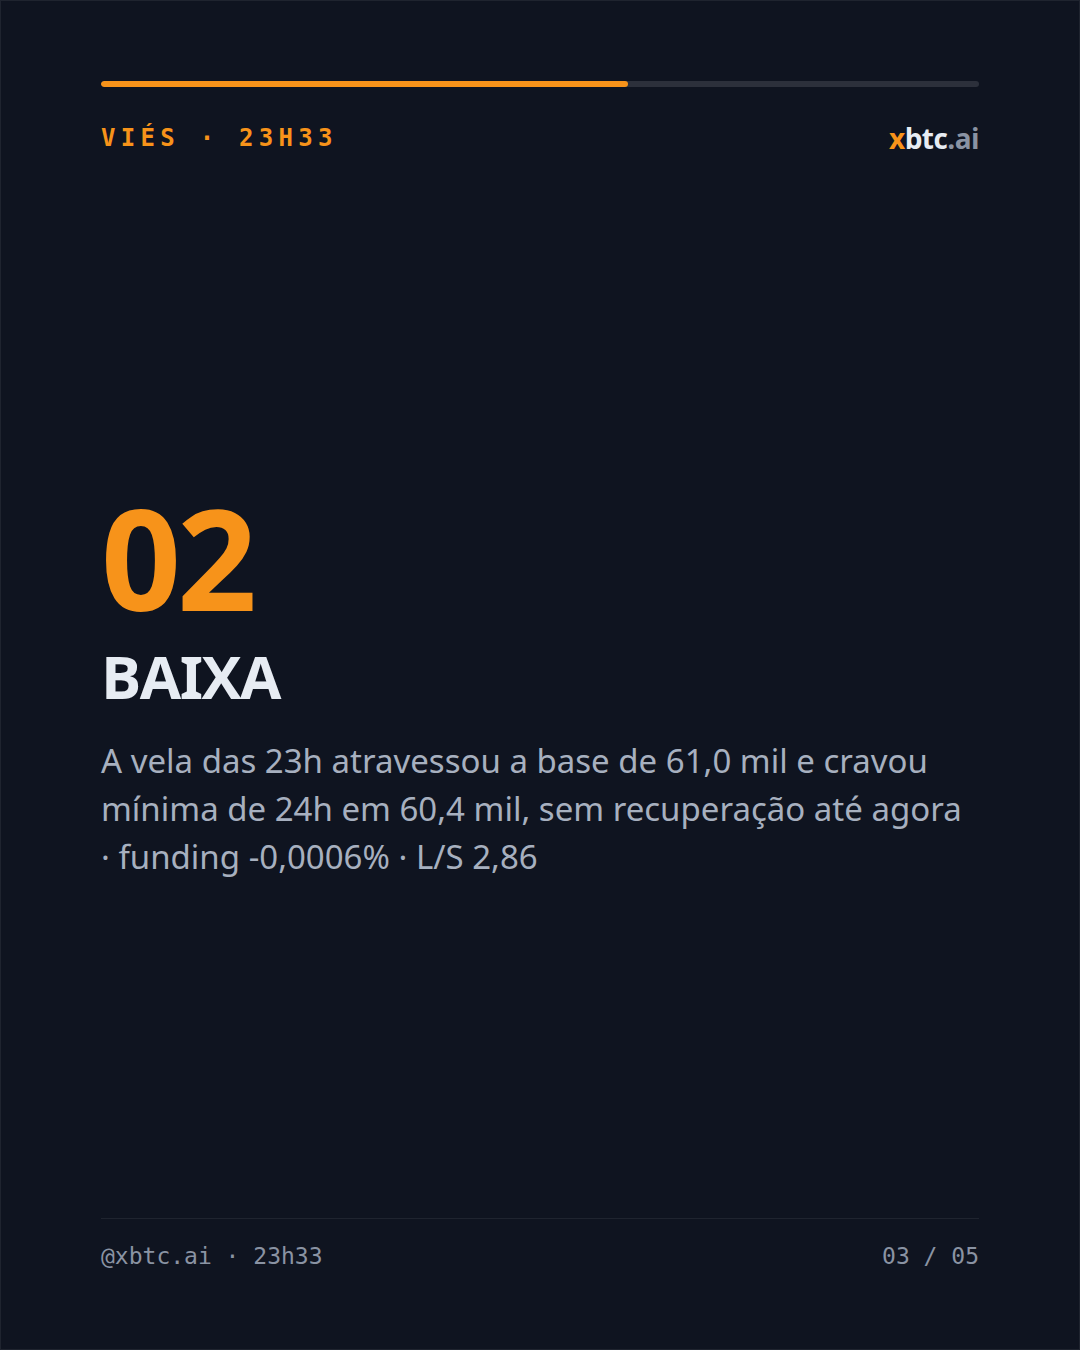 VIÉS · 23H33
xbtc.ai
02
BAIXA
A vela das 23h atravessou a base de 61,0 mil e cravou
mínima de 24h em 60,4 mil, sem recuperação até agora
· funding -0,0006% · L/S 2,86
@xbtc.ai · 23h33
03 / 05